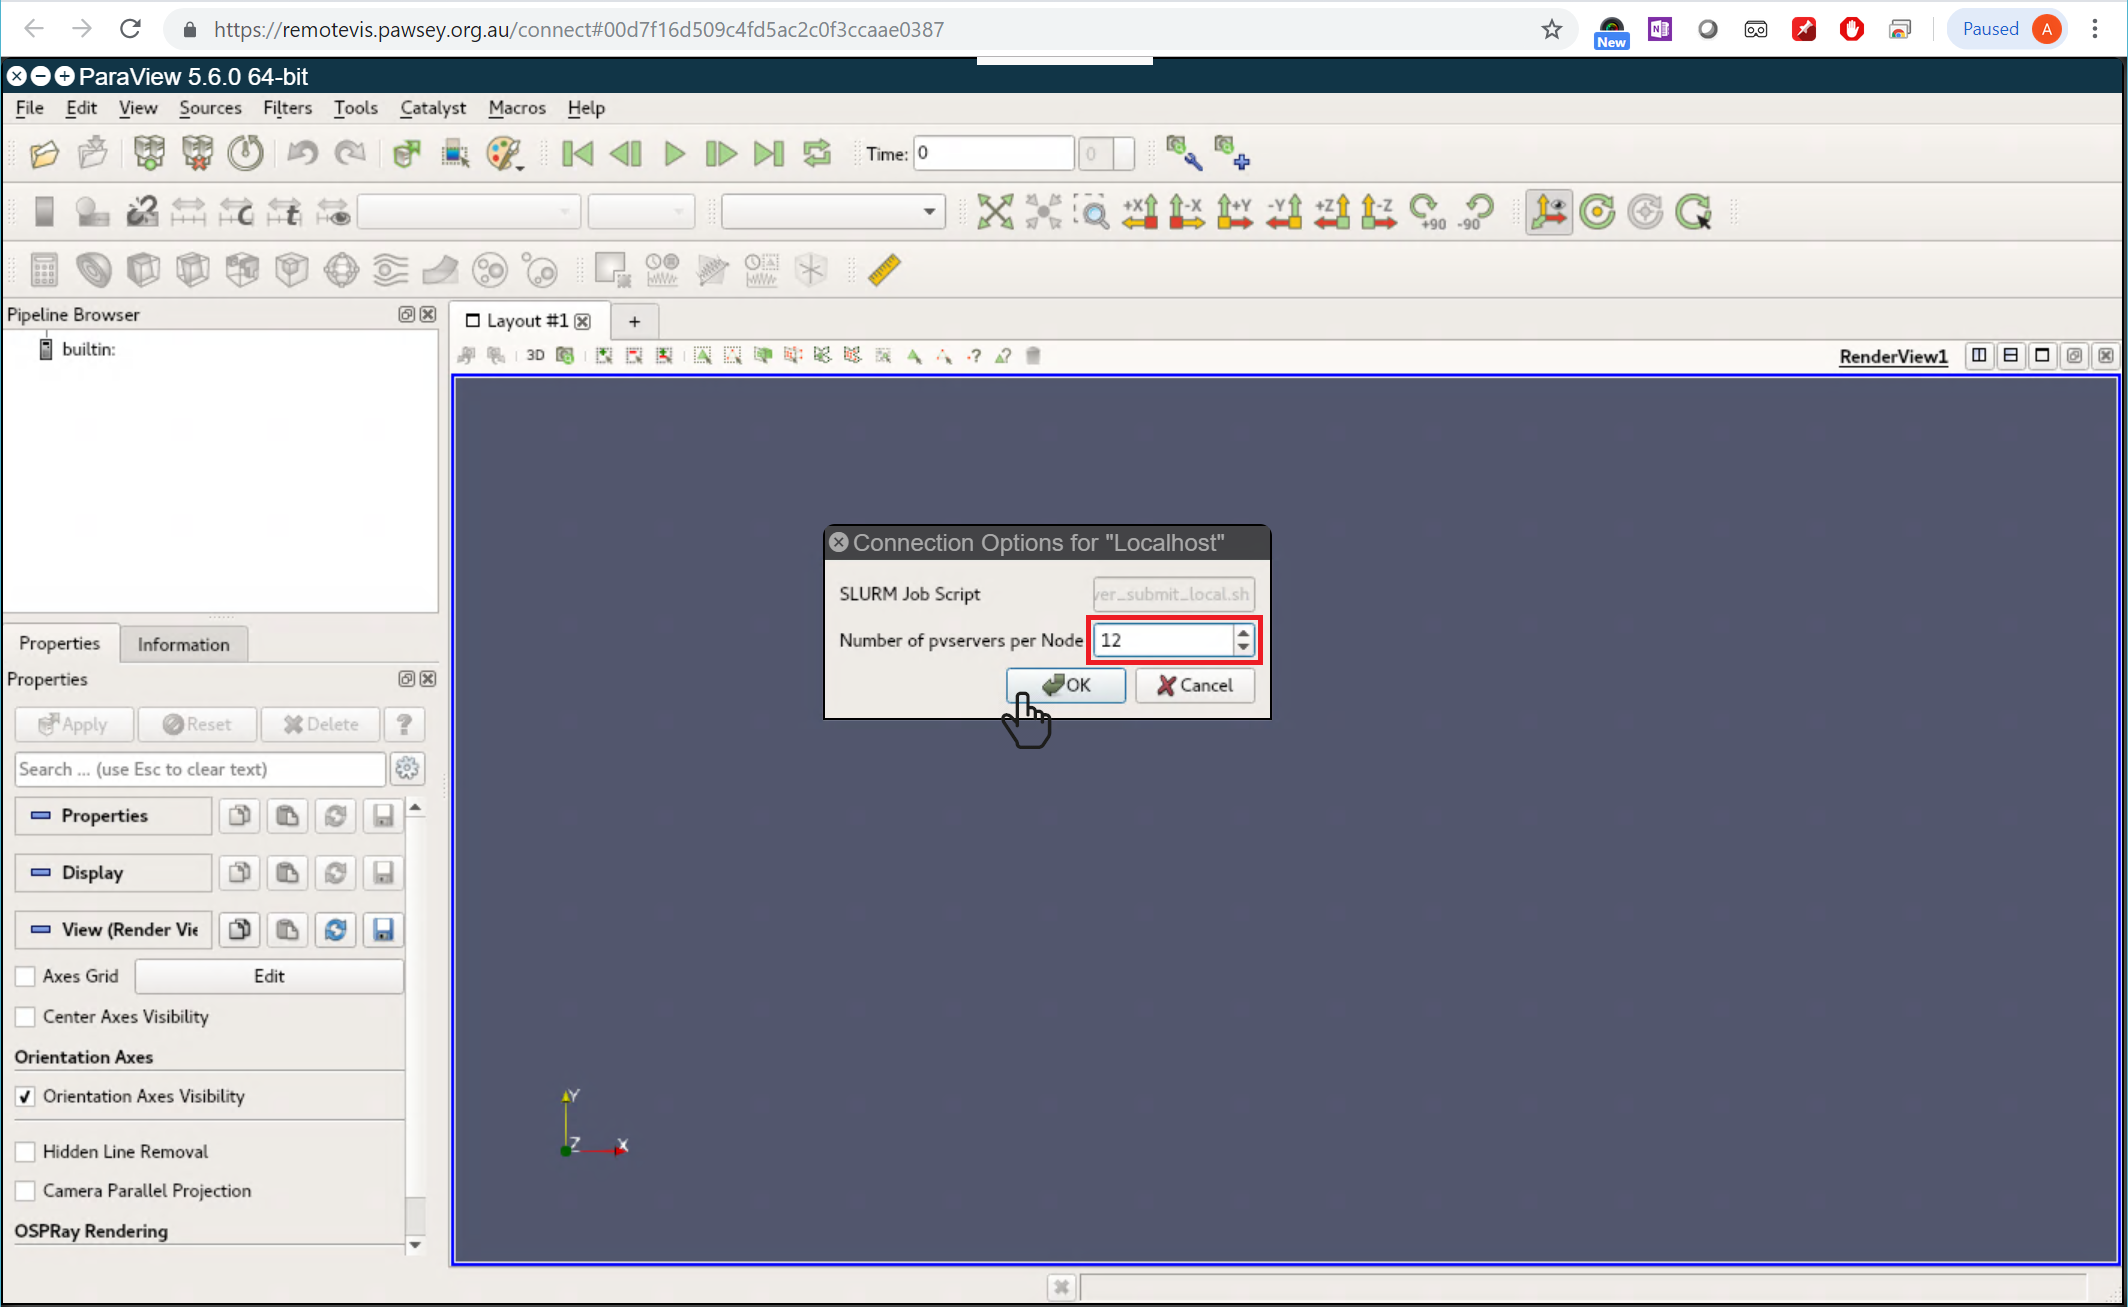 https://remotevis.pawsey.org.au/connect#00d7f16d509c4fd5ac2c0f3ccaae0387
New
Paused
A
ParaView 5.6.0 64-bit
File Edit View Sources Filters Tools Catalyst Macros Help
Time: 0
0
+X -X +Y -Y +Z -Z +90 -90
Pipeline Browser
builtin:
Layout #1
+
3D
RenderView1
Connection Options for "Localhost"
SLURM Job Script
ver_submit_local.sh
Number of pvservers per Node
12
OK
Cancel
Properties
Information
Properties
Apply
Reset
Delete
?
Search ... (use Esc to clear text)
Properties
Display
View (Render Vie
Axes Grid
Edit
Center Axes Visibility
Orientation Axes
Orientation Axes Visibility
Hidden Line Removal
Camera Parallel Projection
OSPRay Rendering
Y
Z
X